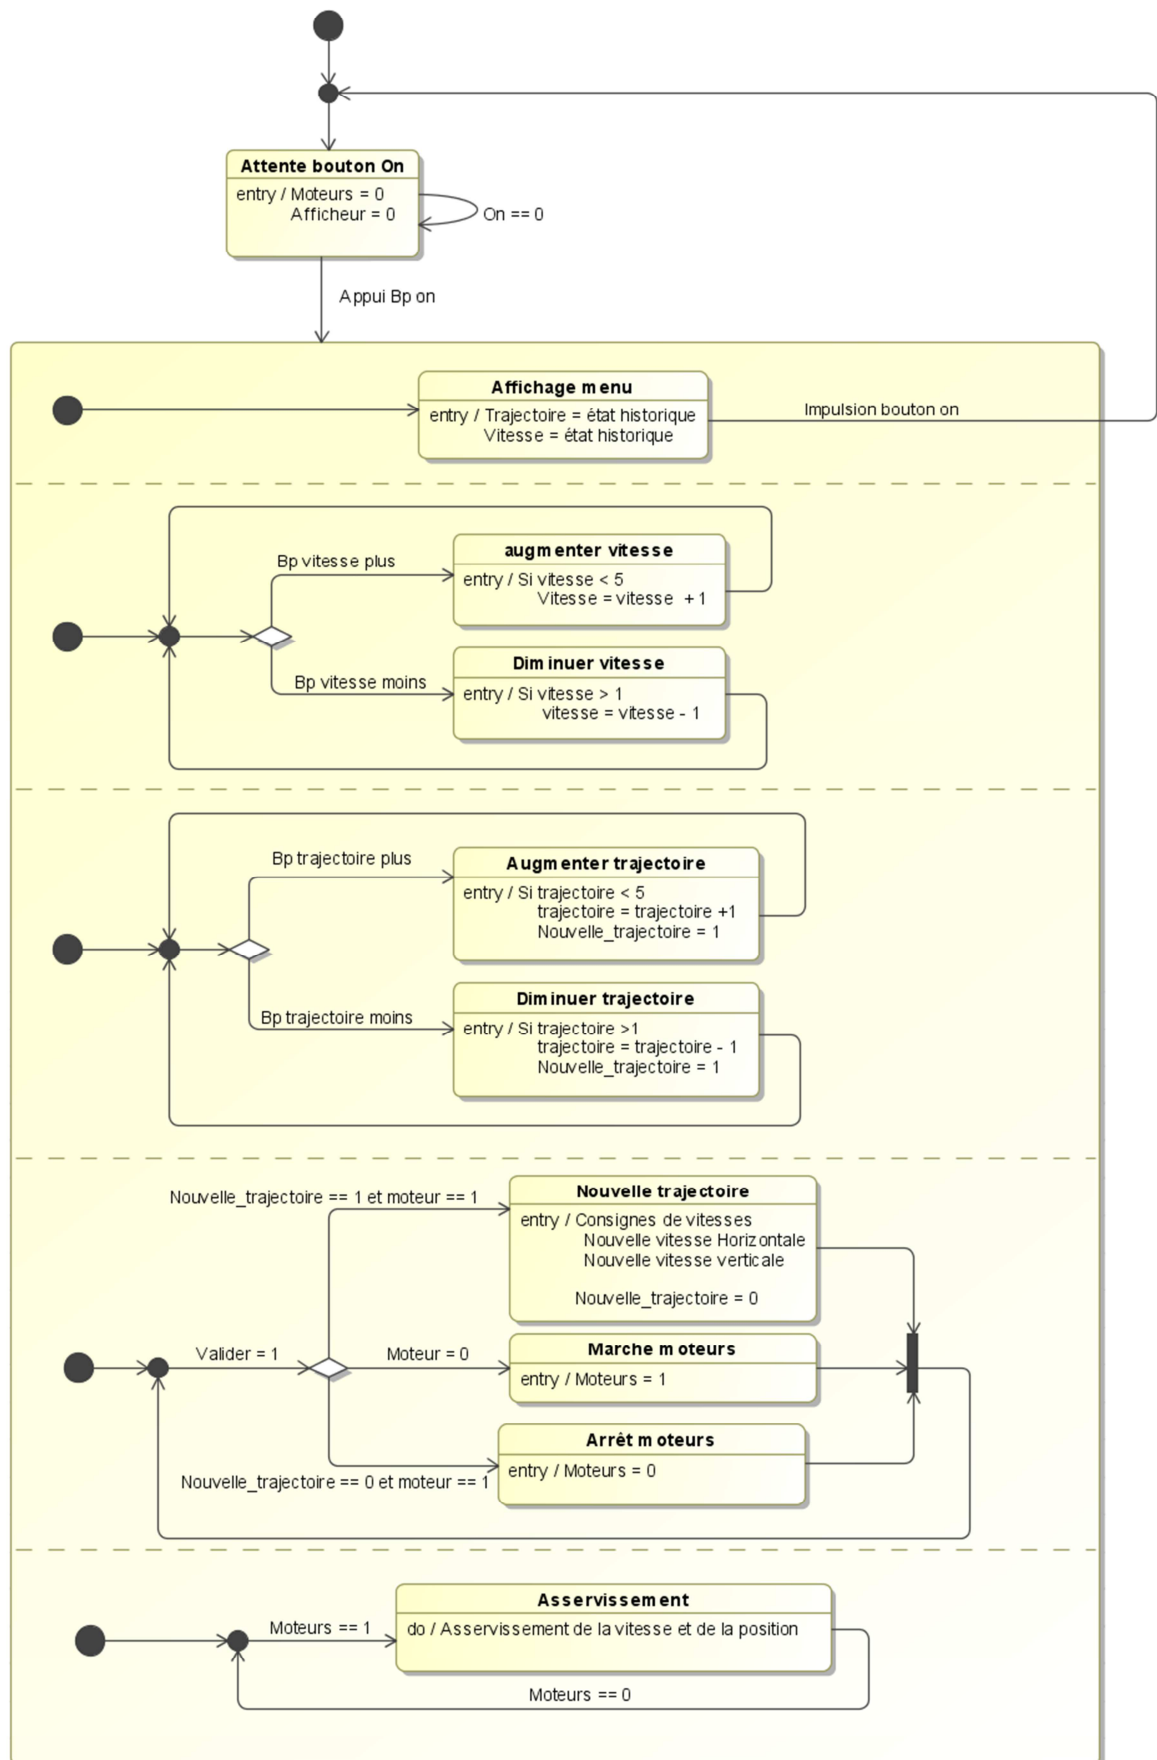 Attente bouton On
entry / Moteurs = 0
Afficheur = 0
On == 0
Appui Bp on
Affichage menu
entry / Trajectoire = état historique
Vitesse = état historique
Impulsion bouton on
augmenter vitesse
Bp vitesse plus
entry / Si vitesse < 5
Vitesse = vitesse + 1
Diminuer vitesse
Bp vitesse moins
entry / Si vitesse > 1
vitesse = vitesse - 1
Bp trajectoire plus
Augmenter trajectoire
entry / Si trajectoire < 5
trajectoire = trajectoire +1
Nouvelle_trajectoire = 1
Diminuer trajectoire
Bp trajectoire moins
entry / Si trajectoire >1
trajectoire = trajectoire - 1
Nouvelle_trajectoire = 1
Nouvelle_trajectoire == 1 et moteur == 1
Nouvelle trajectoire
entry / Consignes de vitesses
Nouvelle vitesse Horizontale
Nouvelle vitesse verticale
Nouvelle_trajectoire = 0
Valider = 1
Moteur = 0
Marche moteurs
entry / Moteurs = 1
Arrêt moteurs
entry / Moteurs = 0
Nouvelle_trajectoire == 0 et moteur == 1
Asservissement
Moteurs == 1
do / Asservissement de la vitesse et de la position
Moteurs == 0